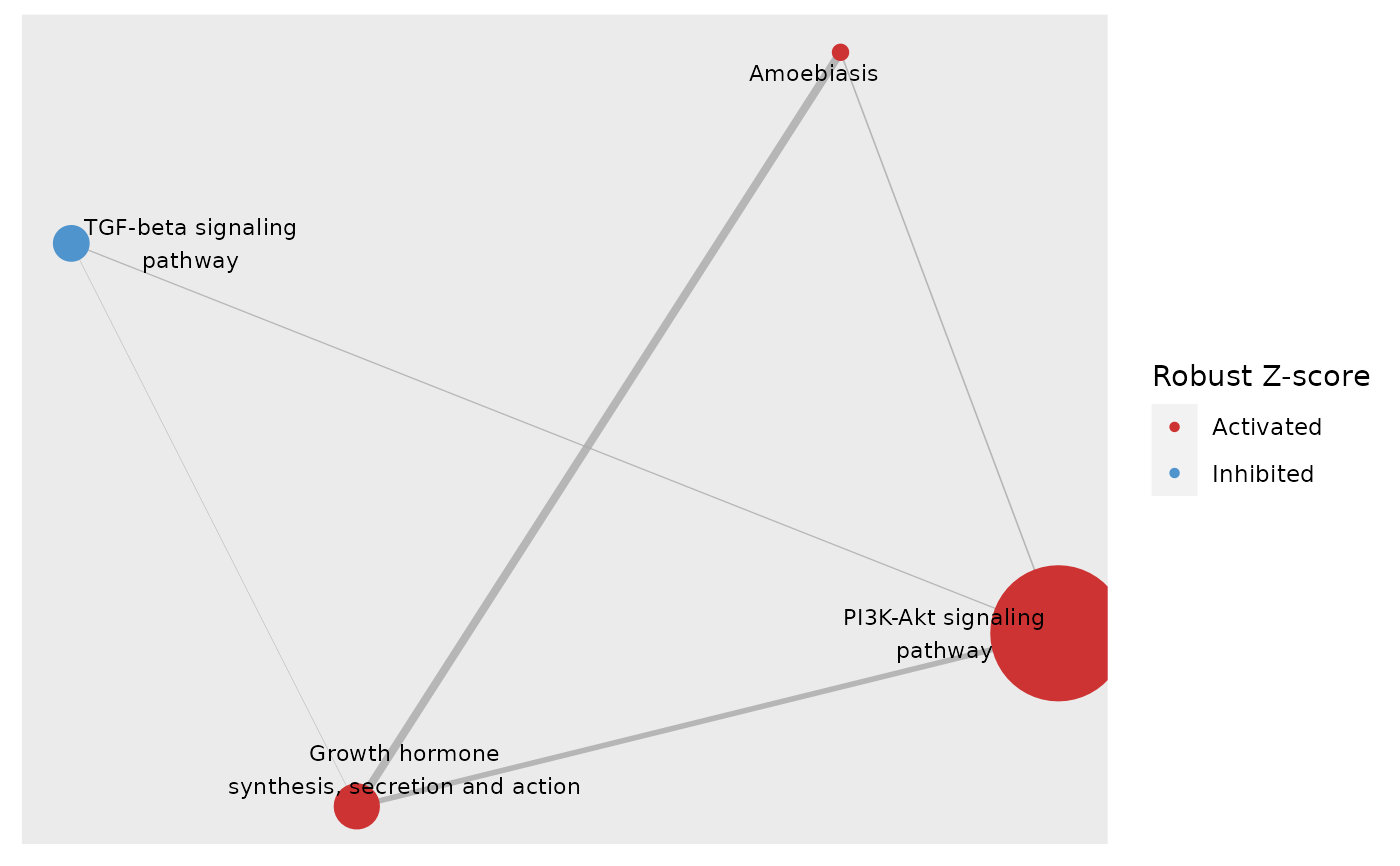 Amoebiasis
TGF-beta signaling
pathway
Robust Z-score
Activated
Inhibited
PI3K-Akt signaling
pathway
Growth hormone
synthesis, secretion and action